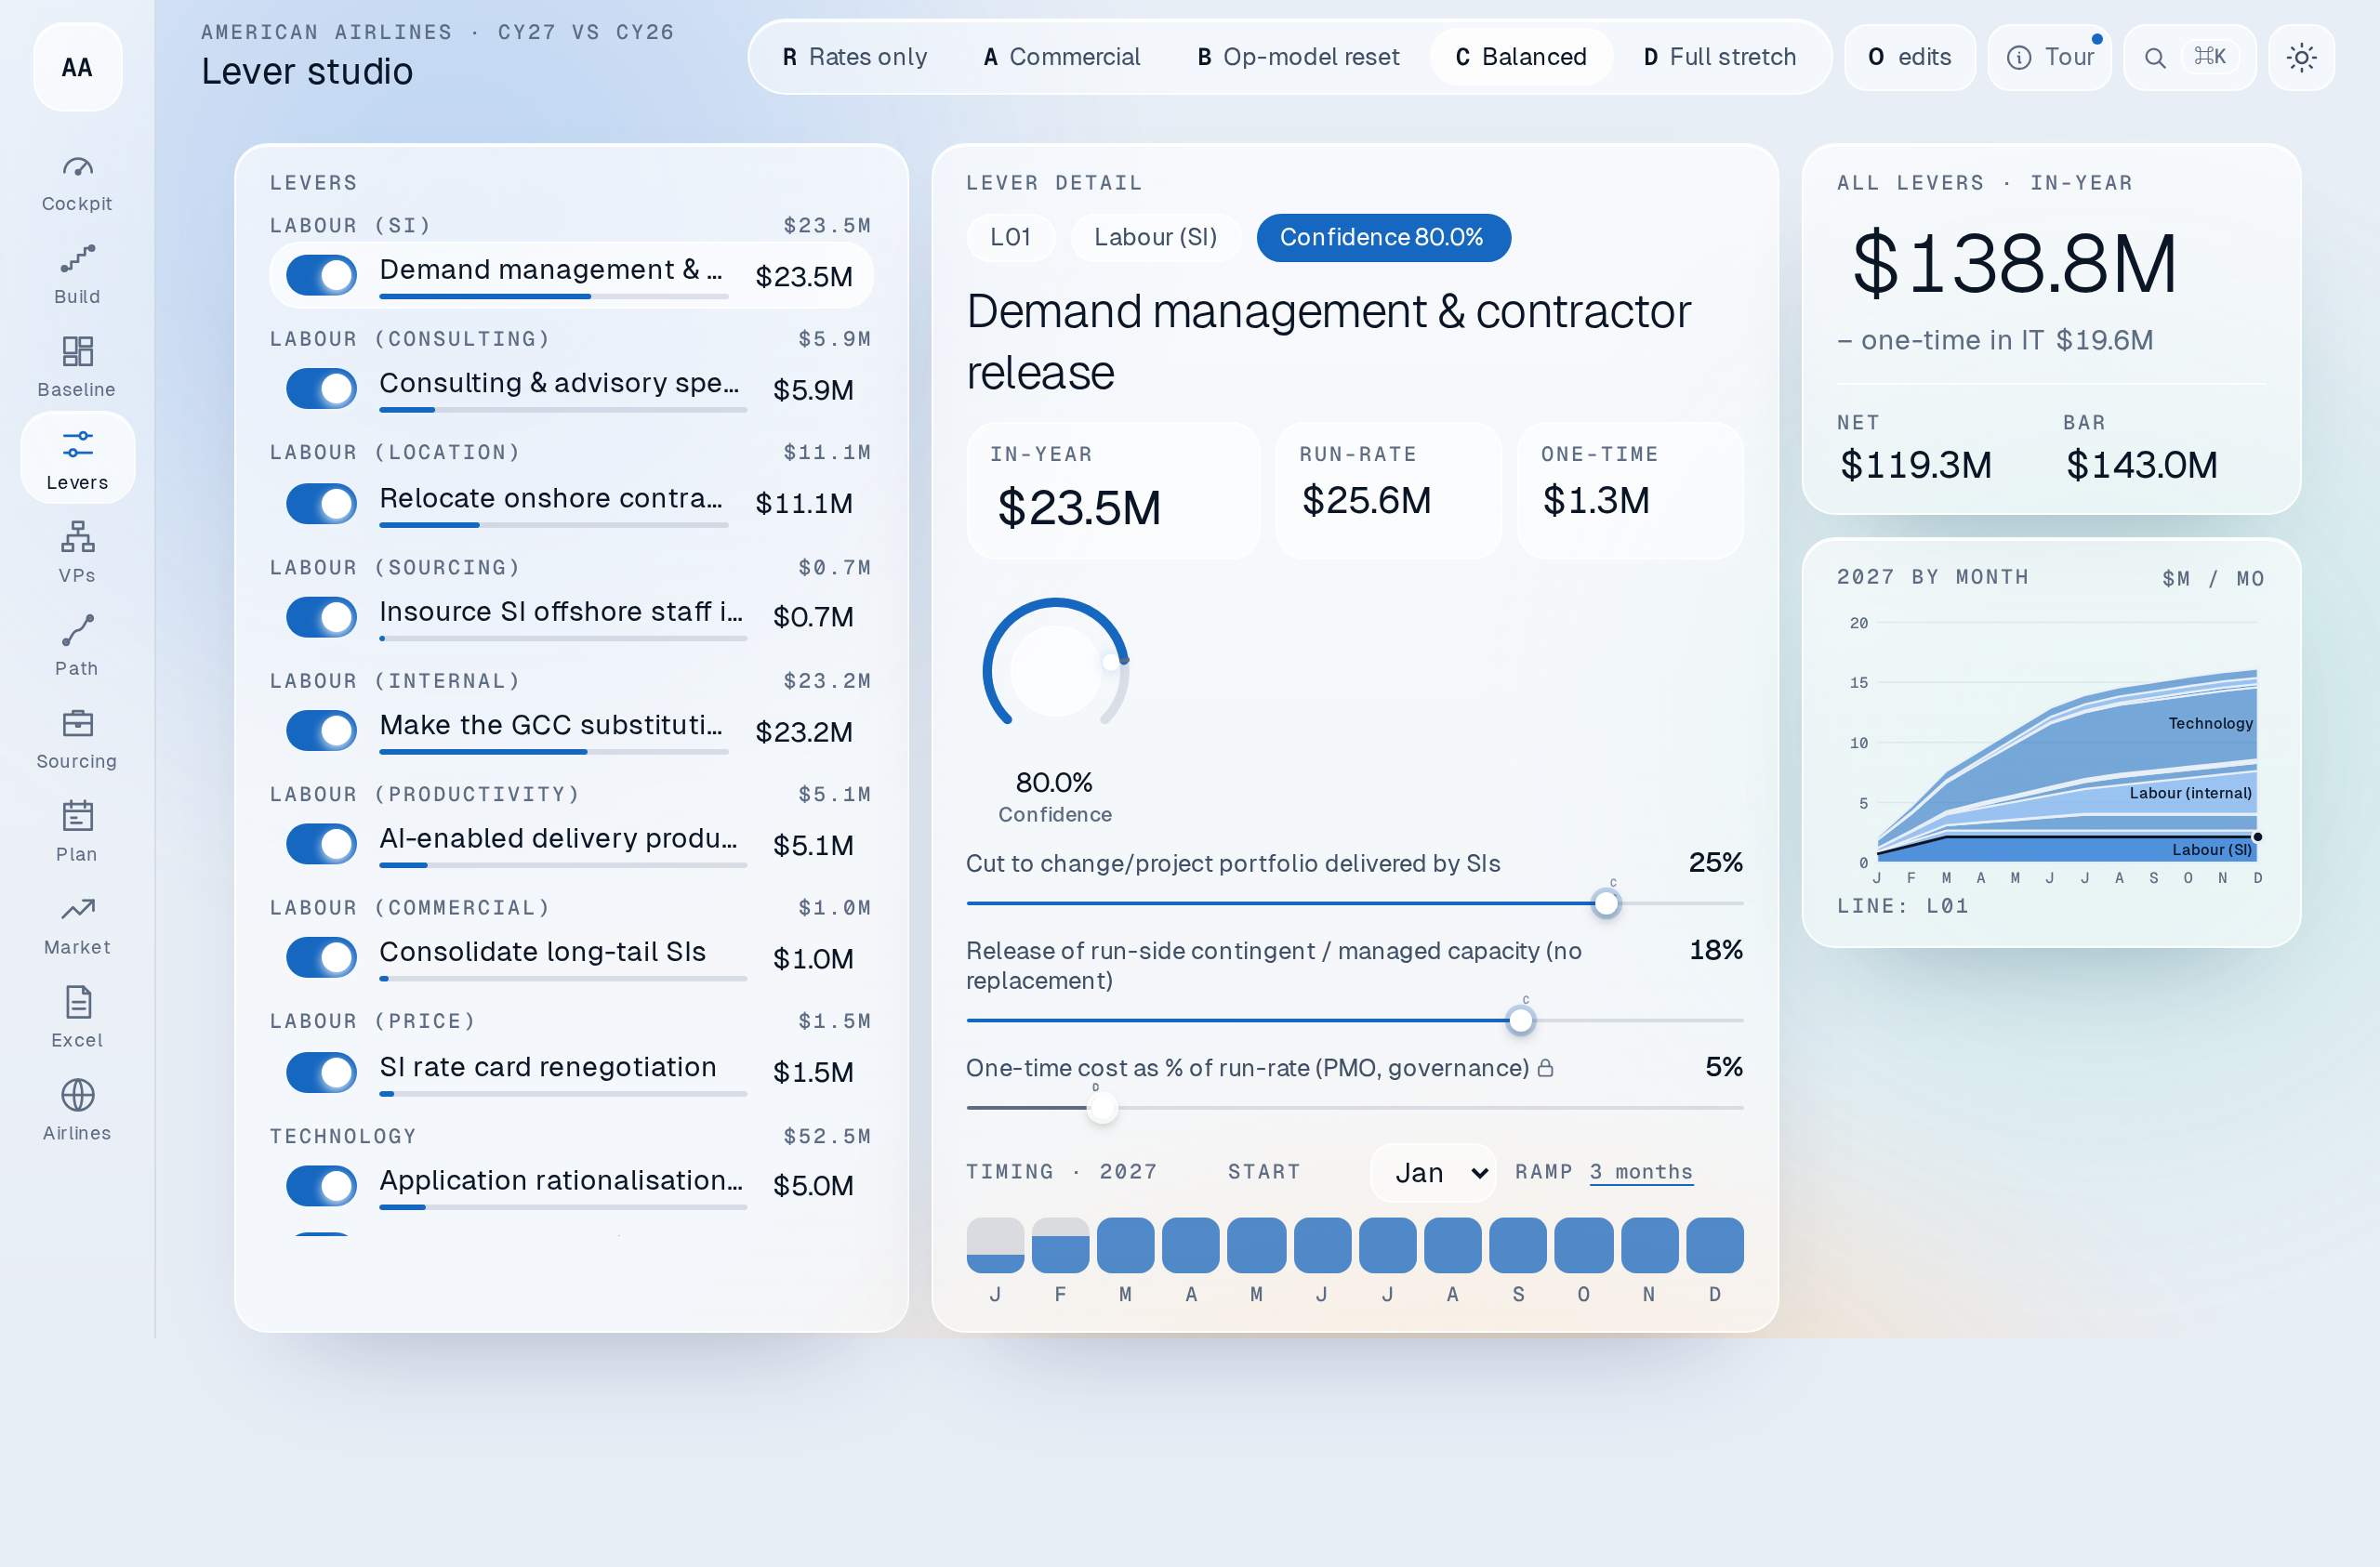 AA
Cockpit
Build
Baseline
Levers
VPs
Path
Sourcing
Plan
Market
Excel
Airlines
AMERICAN AIRLINES · CY27 VS CY26
Lever studio
R Rates only
A Commercial
B Op-model reset
C Balanced
D Full stretch
0 edits
Tour
⌘K
LEVERS
LABOUR (SI) $23.5M
Demand management & ... $23.5M
LABOUR (CONSULTING) $5.9M
Consulting & advisory spe... $5.9M
LABOUR (LOCATION) $11.1M
Relocate onshore contra... $11.1M
LABOUR (SOURCING) $0.7M
Insource SI offshore staff i... $0.7M
LABOUR (INTERNAL) $23.2M
Make the GCC substituti... $23.2M
LABOUR (PRODUCTIVITY) $5.1M
AI-enabled delivery produ... $5.1M
LABOUR (COMMERCIAL) $1.0M
Consolidate long-tail SIs $1.0M
LABOUR (PRICE) $1.5M
SI rate card renegotiation $1.5M
TECHNOLOGY $52.5M
Application rationalisation... $5.0M
LEVER DETAIL
L01 Labour (SI) Confidence 80.0%
Demand management & contractor
release
IN-YEAR
$23.5M
RUN-RATE
$25.6M
ONE-TIME
$1.3M
80.0%
Confidence
Cut to change/project portfolio delivered by SIs 25%
C
Release of run-side contingent / managed capacity (no 18%
replacement)
C
One-time cost as % of run-rate (PMO, governance) 5%
D
TIMING · 2027 START Jan RAMP 3 months
J F M A M J J A S O N D
ALL LEVERS · IN-YEAR
$138.8M
– one-time in IT $19.6M
NET
$119.3M
BAR
$143.0M
2027 BY MONTH $M / MO
20
15
10
5
0
Technology
Labour (internal)
Labour (SI)
J F M A M J J A S O N D
LINE: L01